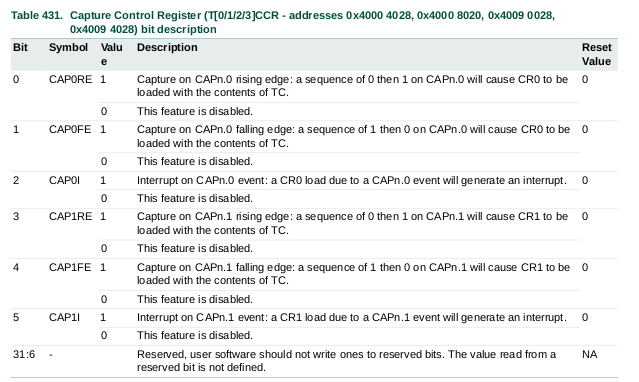 Table 431. Capture Control Register (T[0/1/2/3]CCR - addresses 0x4000 4028, 0x4000 8020, 0x4009 0028,
0x4009 4028) bit description
Bit Symbol Valu Description Reset
e Value
0 CAP0RE 1 Capture on CAPn.0 rising edge: a sequence of 0 then 1 on CAPn.0 will cause CR0 to be 0
loaded with the contents of TC.
0 This feature is disabled.
1 CAP0FE 1 Capture on CAPn.0 falling edge: a sequence of 1 then 0 on CAPn.0 will cause CR0 to be 0
loaded with the contents of TC.
0 This feature is disabled.
2 CAP0I 1 Interrupt on CAPn.0 event: a CR0 load due to a CAPn.0 event will generate an interrupt. 0
0 This feature is disabled.
3 CAP1RE 1 Capture on CAPn.1 rising edge: a sequence of 0 then 1 on CAPn.1 will cause CR1 to be 0
loaded with the contents of TC.
0 This feature is disabled.
4 CAP1FE 1 Capture on CAPn.1 falling edge: a sequence of 1 then 0 on CAPn.1 will cause CR1 to be 0
loaded with the contents of TC.
0 This feature is disabled.
5 CAP1I 1 Interrupt on CAPn.1 event: a CR1 load due to a CAPn.1 event will generate an interrupt. 0
0 This feature is disabled.
31:6 - Reserved, user software should not write ones to reserved bits. The value read from a NA
reserved bit is not defined.